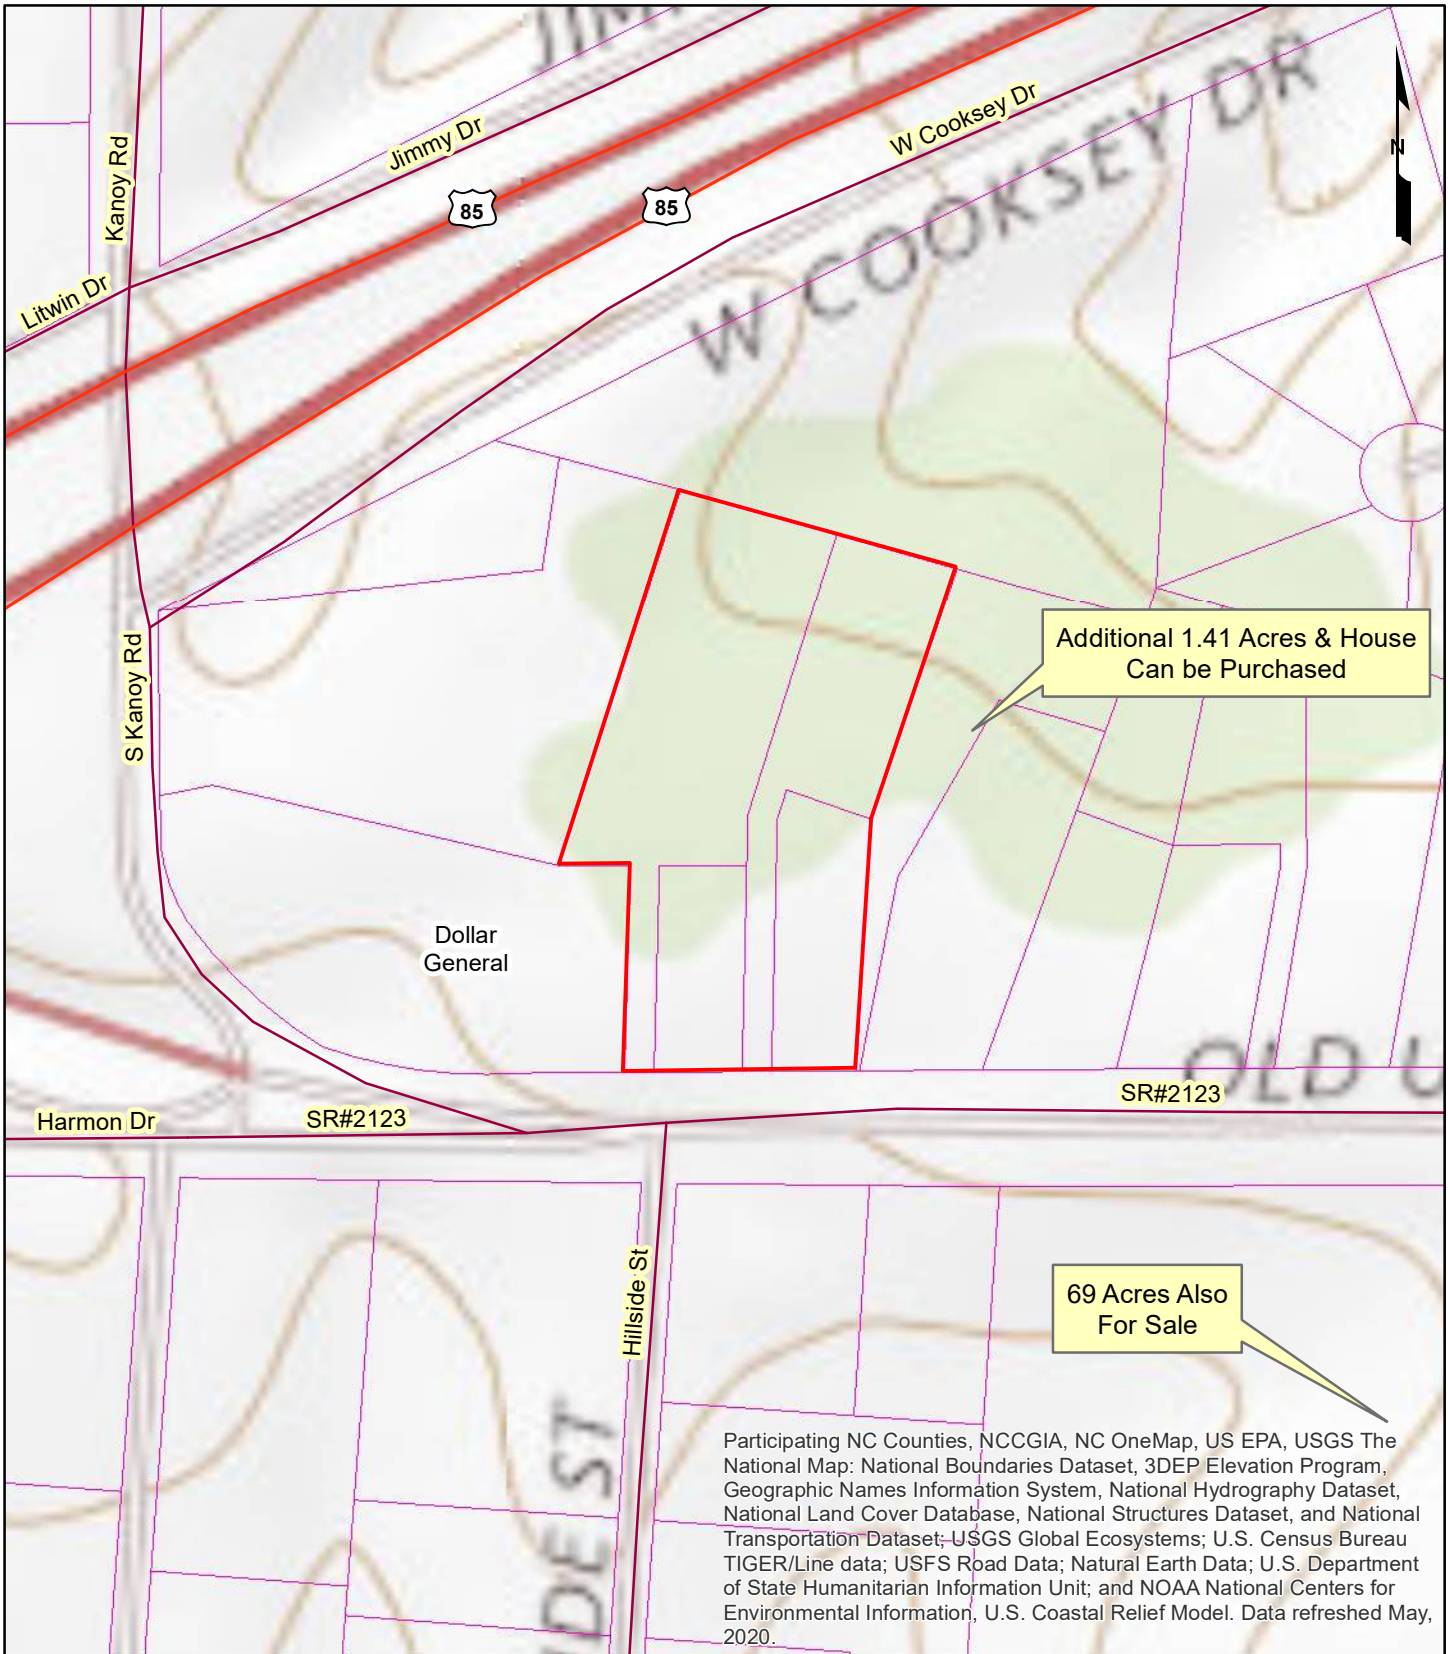 JIM
W COOKSEY DR
Kanoy Rd
Jimmy Dr
W Cooksey Dr
N
85
85
Litwin Dr
Additional 1.41 Acres & House
Can be Purchased
S Kanoy Rd
Dollar
General
OLD U
SR#2123
SR#2123
Harmon Dr
Hillside St
69 Acres Also
For Sale
IDE ST
Participating NC Counties, NCCGIA, NC OneMap, US EPA, USGS The
National Map: National Boundaries Dataset, 3DEP Elevation Program,
Geographic Names Information System, National Hydrography Dataset,
National Land Cover Database, National Structures Dataset, and National
Transportation Dataset; USGS Global Ecosystems; U.S. Census Bureau
TIGER/Line data; USFS Road Data; Natural Earth Data; U.S. Department
of State Humanitarian Information Unit; and NOAA National Centers for
Environmental Information, U.S. Coastal Relief Model. Data refreshed May,
2020.